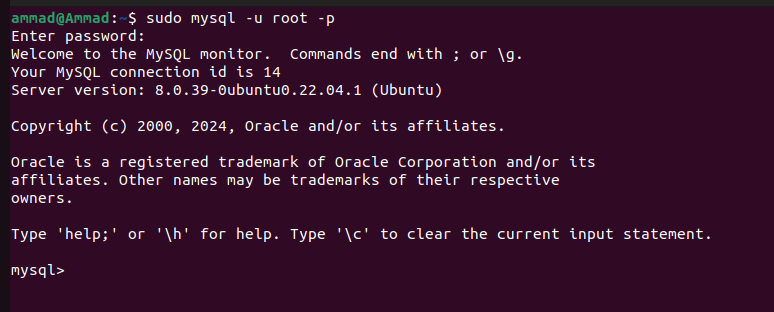 ammad@Ammad:~$ sudo mysql -u root -p
Enter password:
Welcome to the MySQL monitor.  Commands end with ; or \g.
Your MySQL connection id is 14
Server version: 8.0.39-0ubuntu0.22.04.1 (Ubuntu)

Copyright (c) 2000, 2024, Oracle and/or its affiliates.

Oracle is a registered trademark of Oracle Corporation and/or its
affiliates. Other names may be trademarks of their respective
owners.

Type 'help;' or '\h' for help. Type '\c' to clear the current input statement.

mysql>